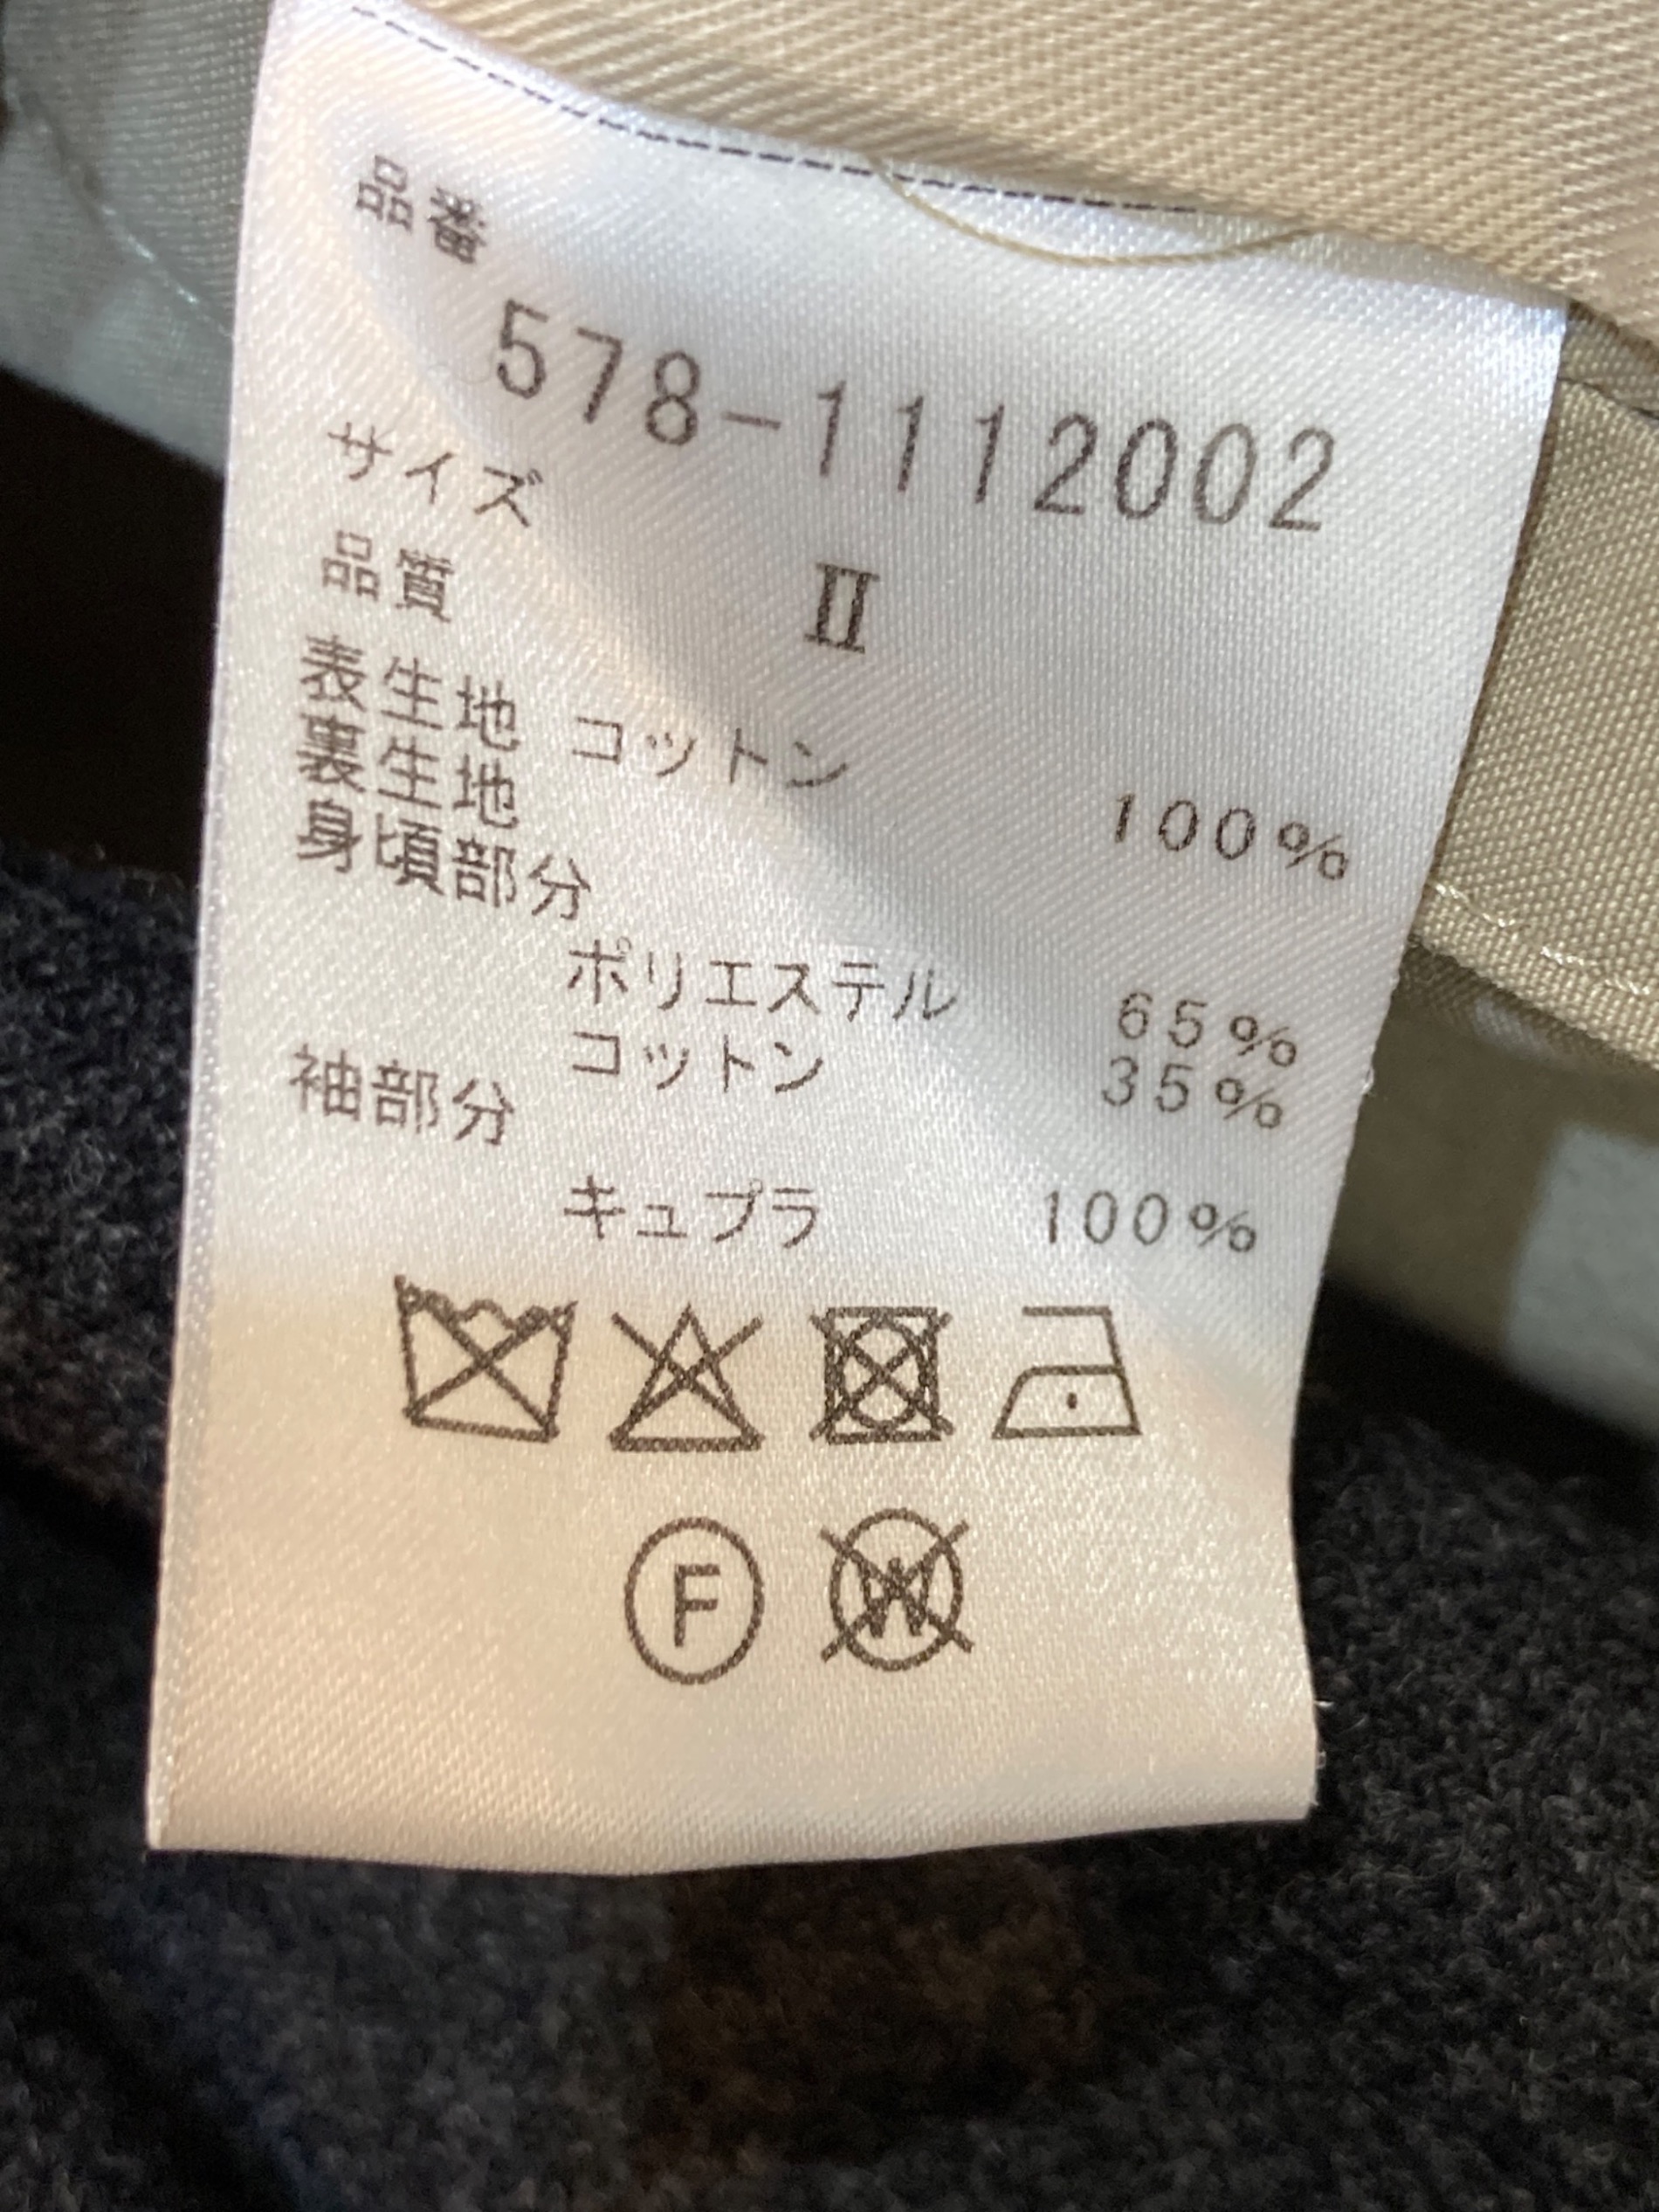 品番
578-1112002
サイズ
II
品質
表生地 コットン 100%
裏生地
身頃部分
ポリエステル 65%
コットン 35%
袖部分
キュプラ 100%
F
W